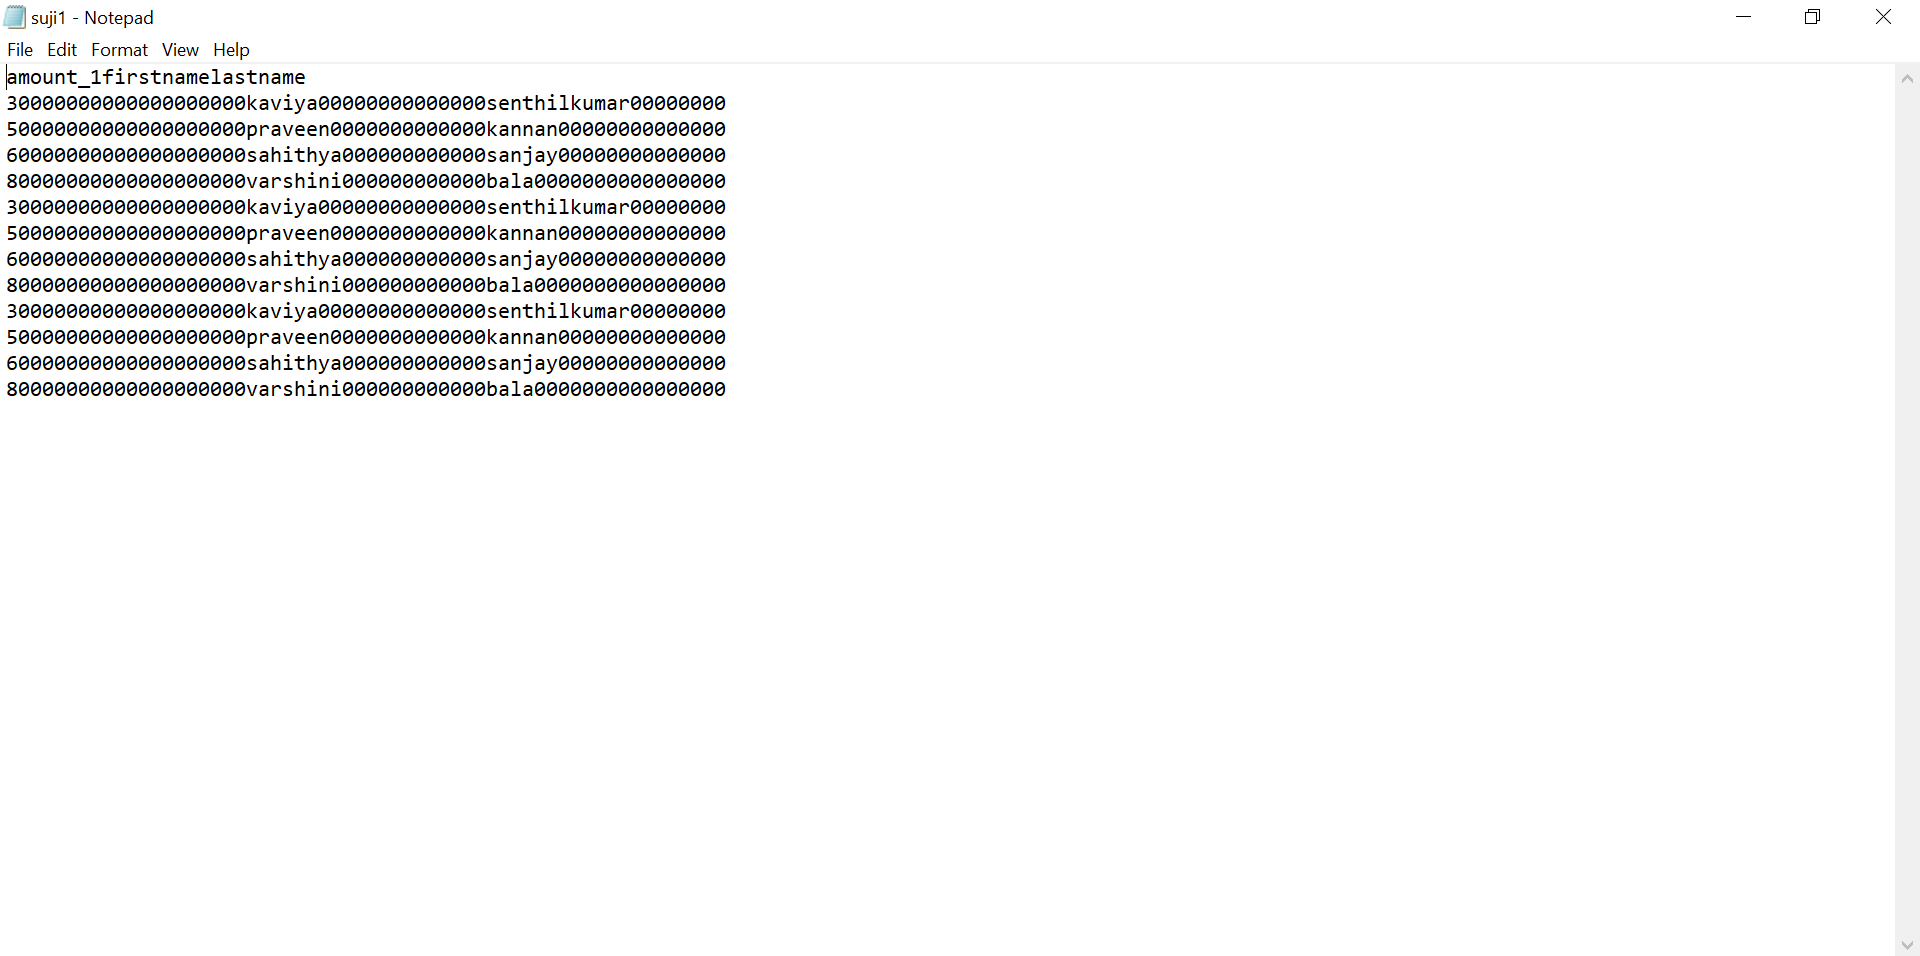 suji1 - Notepad
File Edit Format View Help
amount_1firstnamelastname
30000000000000000000kaviya00000000000000senthilkumar00000000
50000000000000000000praveen0000000000000kannan00000000000000
60000000000000000000sahithya000000000000sanjay00000000000000
80000000000000000000varshini000000000000bala0000000000000000
30000000000000000000kaviya00000000000000senthilkumar00000000
50000000000000000000praveen0000000000000kannan00000000000000
60000000000000000000sahithya000000000000sanjay00000000000000
80000000000000000000varshini000000000000bala0000000000000000
30000000000000000000kaviya00000000000000senthilkumar00000000
50000000000000000000praveen0000000000000kannan00000000000000
60000000000000000000sahithya000000000000sanjay00000000000000
80000000000000000000varshini000000000000bala0000000000000000